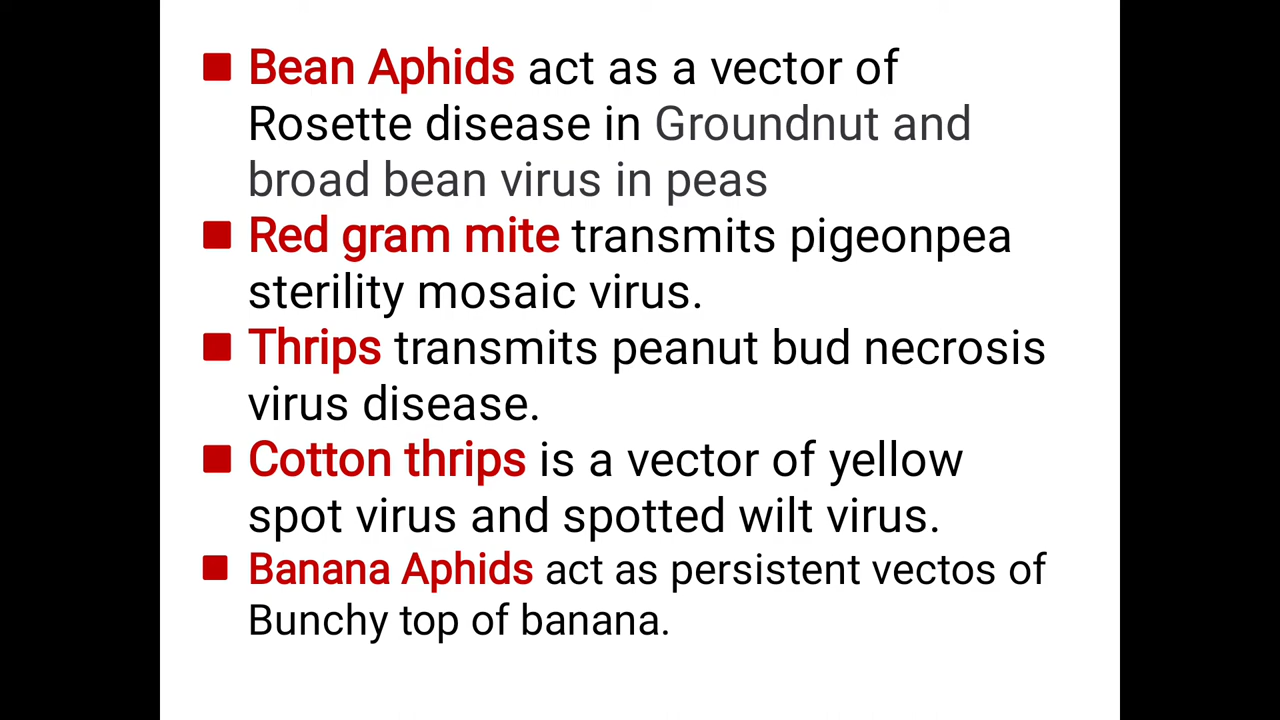 Bean Aphids act as a vector of
Rosette disease in Groundnut and
broad bean virus in peas
Red gram mite transmits pigeonpea
sterility mosaic virus.
Thrips transmits peanut bud necrosis
virus disease.
Cotton thrips is a vector of yellow
spot virus and spotted wilt virus.
Banana Aphids act as persistent vectos of
Bunchy top of banana.